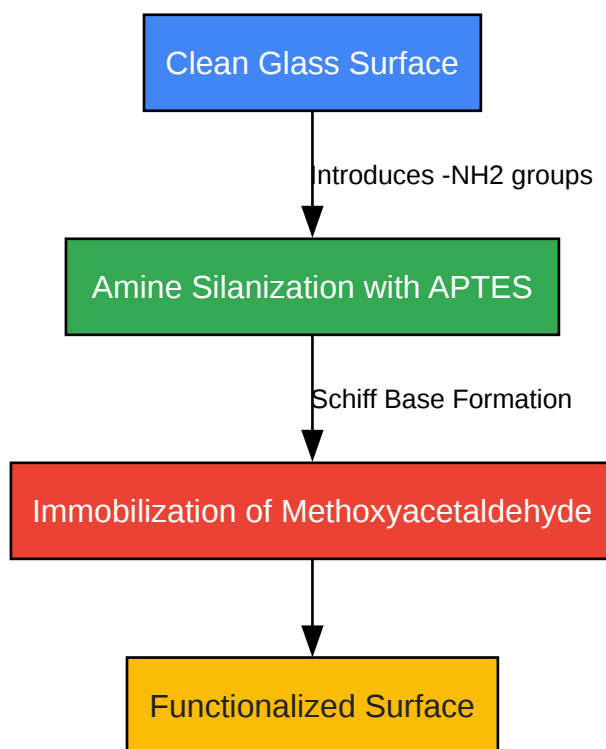 Clean Glass Surface
Introduces -NH2 groups
Amine Silanization with APTES
Schiff Base Formation
Immobilization of Methoxyacetaldehyde
Functionalized Surface